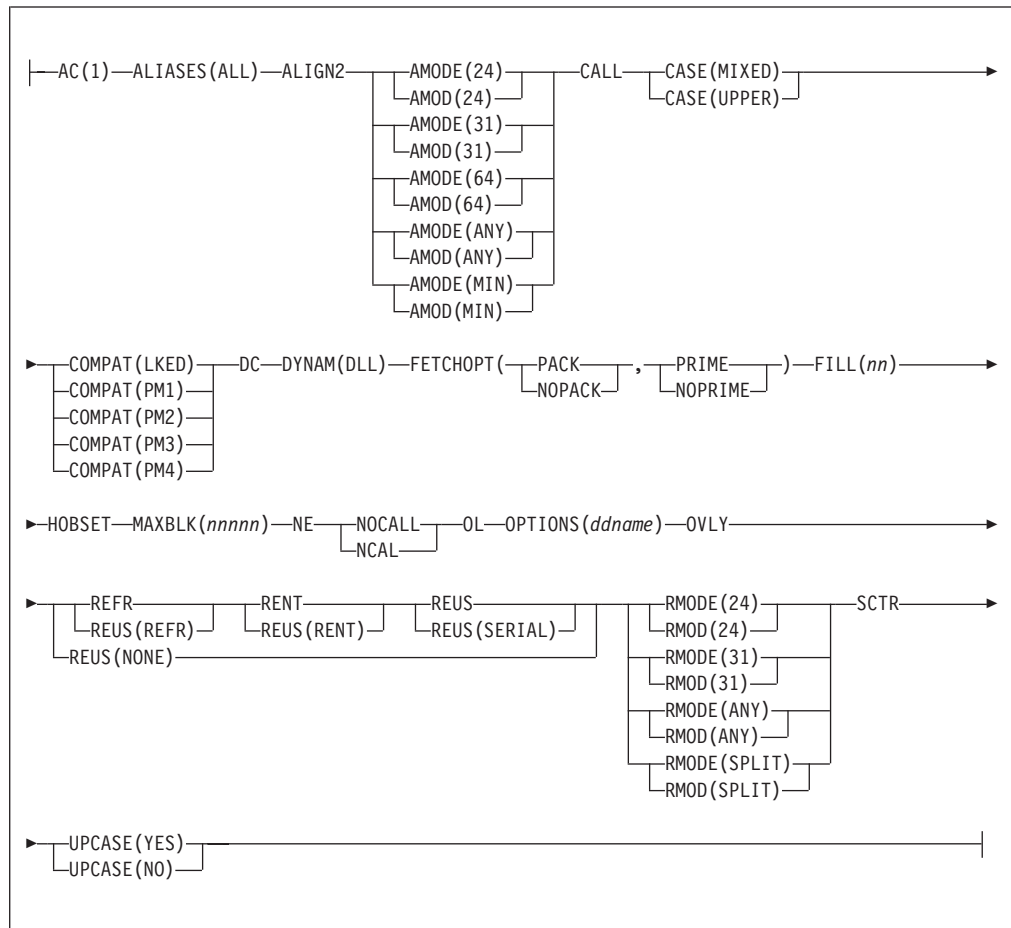 AC(1) ALIASES(ALL) ALIGN2 AMODE(24) CALL CASE(MIXED)
AMOD(24) CASE(UPPER)
AMODE(31)
AMOD(31)
AMODE(64)
AMOD(64)
AMODE(ANY)
AMOD(ANY)
AMODE(MIN)
AMOD(MIN)
COMPAT(LKED) DC DYNAM(DLL) FETCHOPT( PACK , PRIME ) FILL(nn)
COMPAT(PM1) NOPACK NOPRIME
COMPAT(PM2)
COMPAT(PM3)
COMPAT(PM4)
HOBSET MAXBLK(nnnnn) NE NOCALL OL OPTIONS(ddname) OVLY
NCAL
REFR RENT REUS RMODE(24) SCTR
REUS(REFR) REUS(RENT) REUS(SERIAL) RMOD(24)
REUS(NONE) RMODE(31)
RMOD(31)
RMODE(ANY)
RMOD(ANY)
RMODE(SPLIT)
RMOD(SPLIT)
UPCASE(YES)
UPCASE(NO)